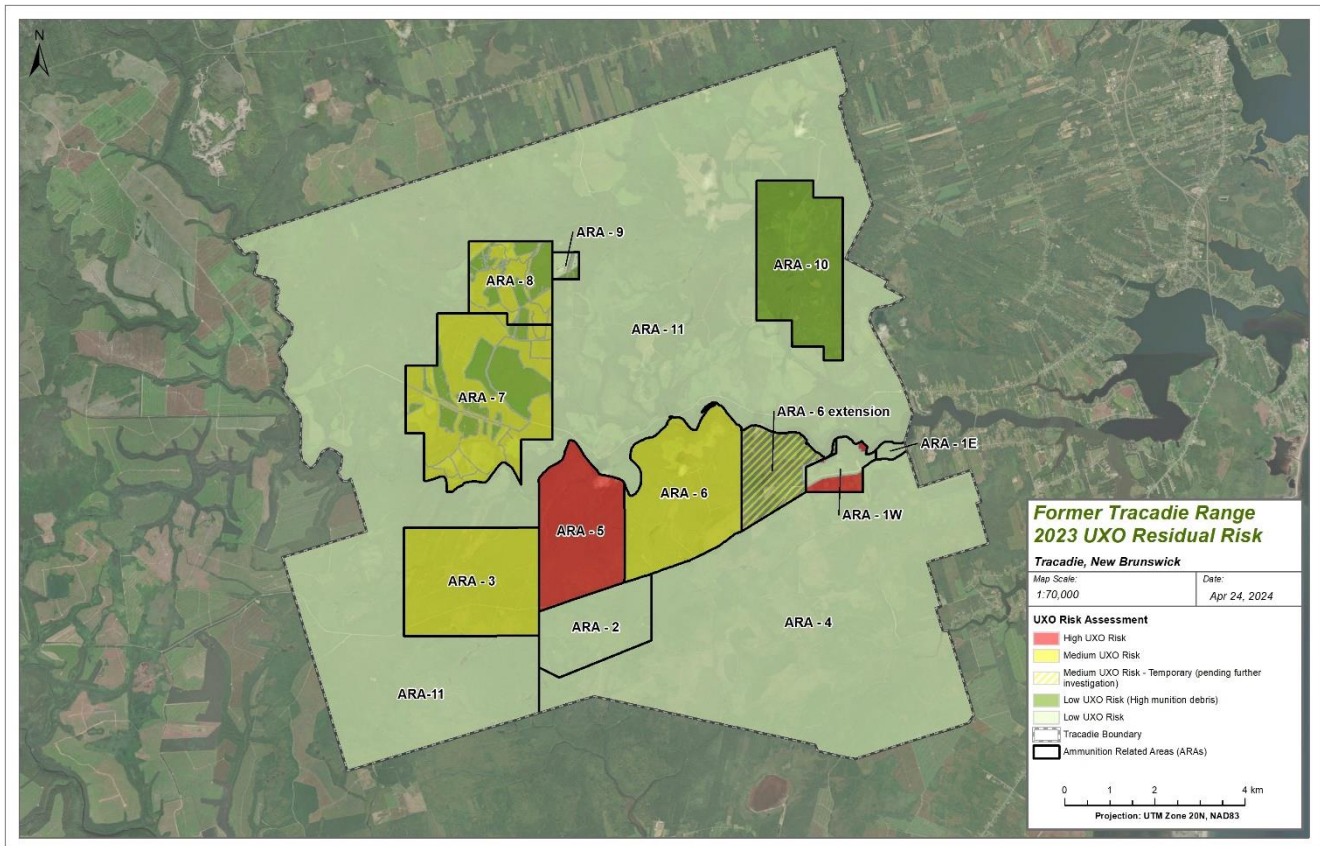 N
ARA - 9
ARA - 8
ARA - 10
ARA - 11
ARA - 7
ARA - 6 extension
ARA - 1E
ARA - 6
ARA - 1W
ARA - 5
ARA - 3
ARA - 2
ARA - 4
ARA-11
Former Tracadie Range
2023 UXO Residual Risk
Tracadie, New Brunswick
Map Scale:
1:70,000
Date:
Apr 24, 2024
UXO Risk Assessment
High UXO Risk
Medium UXO Risk
Medium UXO Risk - Temporary (pending further
investigation)
Low UXO Risk (High munition debris)
Low UXO Risk
Tracadie Boundary
Ammunition Related Areas (ARAs)
0 1 2 4 km
Projection: UTM Zone 20N, NAD83